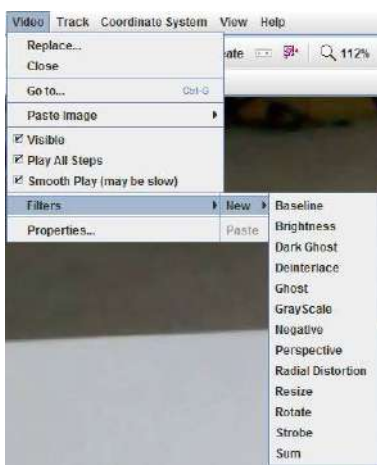 Video Track Coordinate System View Help
Replace...
ate 112%
Close
Go to... Ctrl-G
Paste Image
Visible
Play All Steps
Smooth Play (may be slow)
Filters New Baseline
Properties... Paste Brightness
Dark Ghost
Deinterlace
Ghost
GrayScale
Negative
Perspective
Radial Distortion
Resize
Rotate
Strobe
Sum